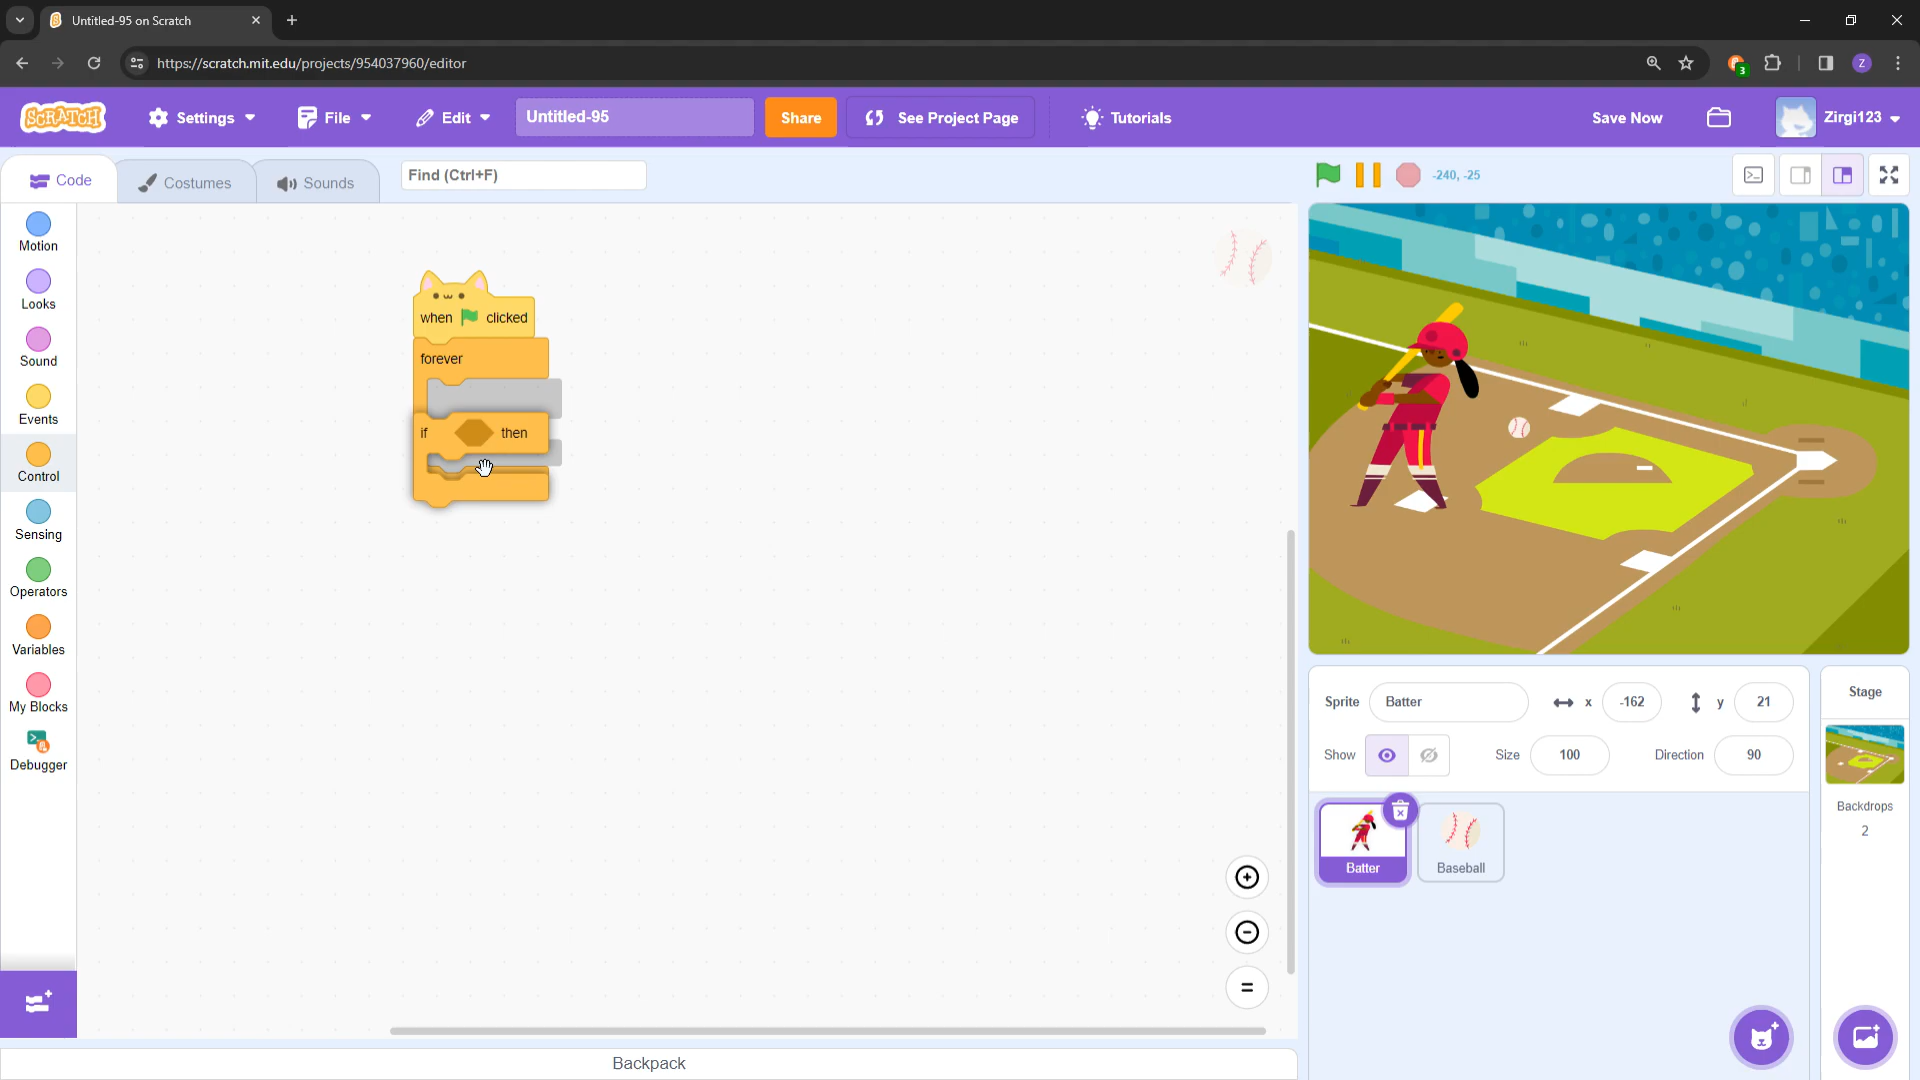 Untitled-95 on Scratch
https://scratch.mit.edu/projects/954037960/editor
3
Z
SCRATCH
Settings
File
Edit
Untitled-95
Share
See Project Page
Tutorials
Save Now
Zirgi123
Code
Costumes
Sounds
Find (Ctrl+F)
-240, -25
Motion
Looks
Sound
Events
Control
Sensing
Operators
Variables
My Blocks
Debugger
when clicked
forever
if then
Sprite
Batter
x
-162
y
21
Show
Size
100
Direction
90
Batter
Baseball
Stage
Backdrops
2
Backpack